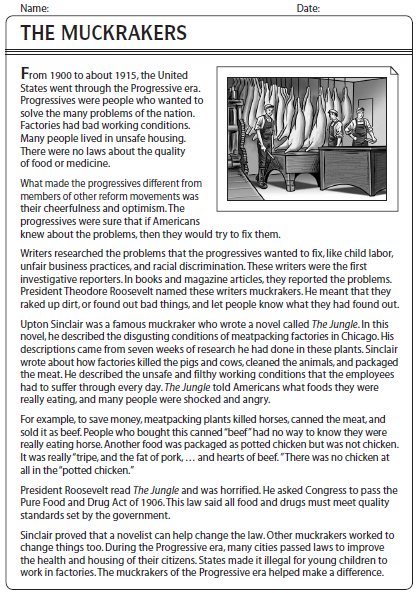 Name:
Date:
THE MUCKRAKERS
From 1900 to about 1915, the United
States went through the Progressive era.
Progressives were people who wanted to
solve the many problems of the nation.
Factories had bad working conditions.
Many people lived in unsafe housing.
There were no laws about the quality
of food or medicine.
What made the progressives different from
members of other reform movements was
their cheerfulness and optimism. The
progressives were sure that if Americans
knew about the problems, then they would try to fix them.
Writers researched the problems that the progressives wanted to fix, like child labor,
unfair business practices, and racial discrimination. These writers were the first
investigative reporters. In books and magazine articles, they reported the problems.
President Theodore Roosevelt named these writers muckrakers. He meant that they
raked up dirt, or found out bad things, and let people know what they had found out.
Upton Sinclair was a famous muckraker who wrote a novel called The Jungle. In this
novel, he described the disgusting conditions of meatpacking factories in Chicago. His
descriptions came from seven weeks of research he had done in these plants. Sinclair
wrote about how factories killed the pigs and cows, cleaned the animals, and packaged
the meat. He described the unsafe and filthy working conditions that the employees
had to suffer through every day. The Jungle told Americans what foods they were
really eating, and many people were shocked and angry.
For example, to save money, meatpacking plants killed horses, canned the meat, and
sold it as beef. People who bought this canned "beef" had no way to know they were
really eating horse. Another food was packaged as potted chicken but was not chicken.
It was really "tripe, and the fat of pork, … and hearts of beef." There was no chicken at
all in the "potted chicken."
President Roosevelt read The Jungle and was horrified. He asked Congress to pass the
Pure Food and Drug Act of 1906. This law said all food and drugs must meet quality
standards set by the government.
Sinclair proved that a novelist can help change the law. Other muckrakers worked to
change things too. During the Progressive era, many cities passed laws to improve
the health and housing of their citizens. States made it illegal for young children to
work in factories. The muckrakers of the Progressive era helped make a difference.